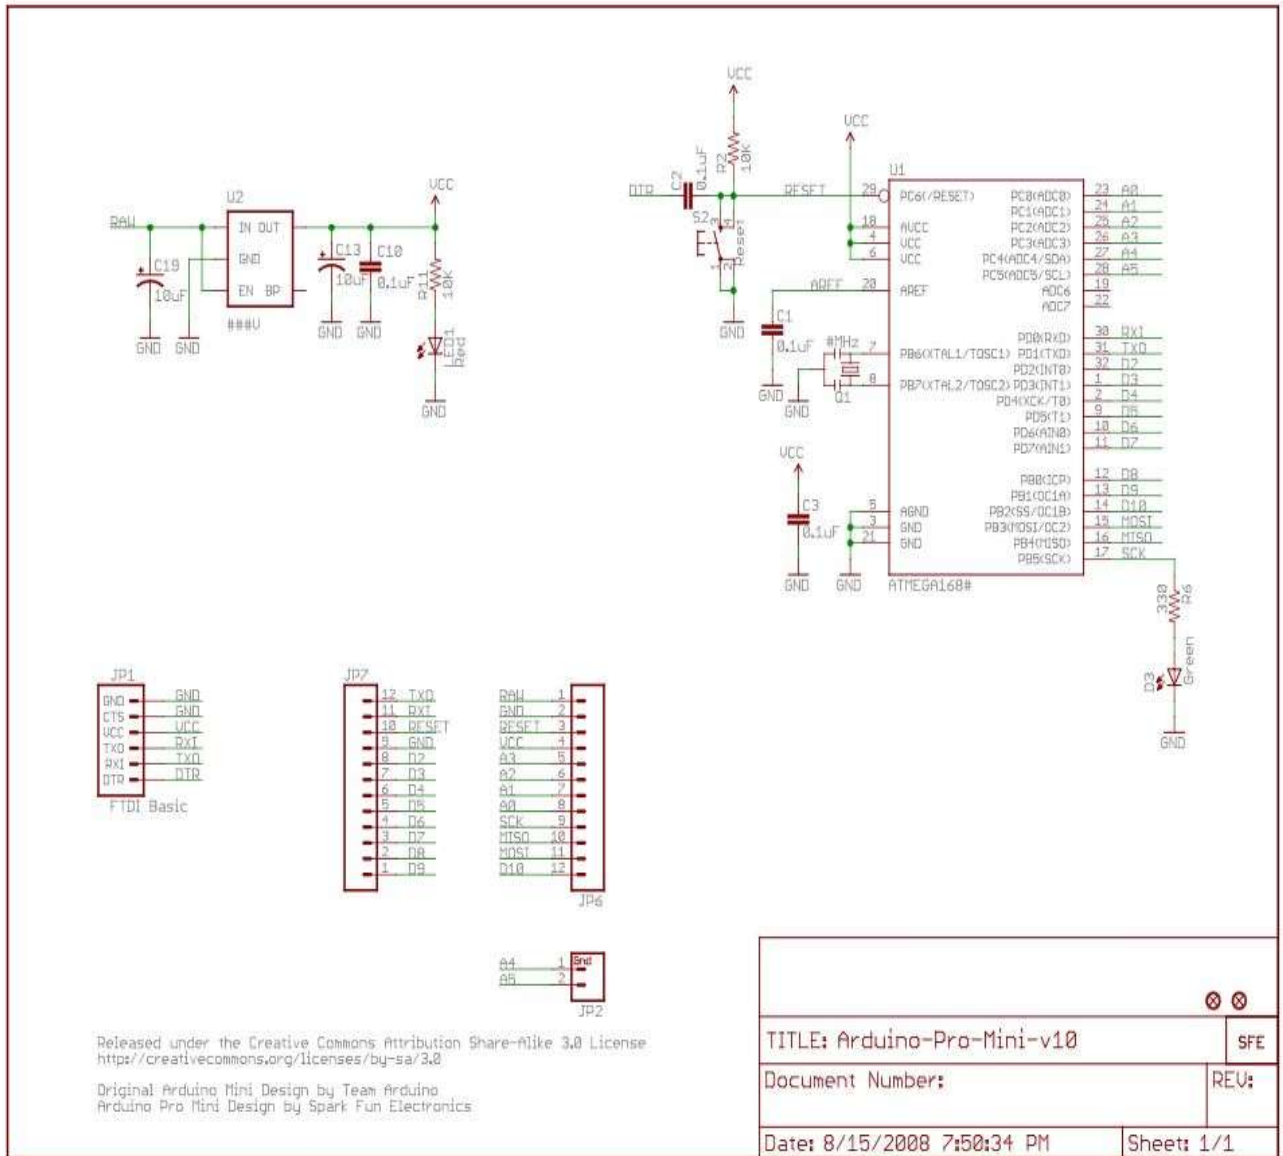 VCC
R2
10K
DTR
C2
0.1uF
RESET
S2
3
4
1
2
Reset
GND
VCC
U1
29 PC6(/RESET)
18 AVCC
4 VCC
6 VCC
AREF 20 AREF
C1
0.1uF
GND
#MHz
Q1
GND
7 PB6(XTAL1/TOSC1)
8 PB7(XTAL2/TOSC2)
VCC
C3
0.1uF
GND
5 AGND
3 GND
21 GND
GND
PC0(ADC0) 23 A0
PC1(ADC1) 24 A1
PC2(ADC2) 25 A2
PC3(ADC3) 26 A3
PC4(ADC4/SDA) 27 A4
PC5(ADC5/SCL) 28 A5
ADC6 19
ADC7 22
PD0(RXD) 30 RXI
PD1(TXD) 31 TXO
PD2(INT0) 32 D2
PD3(INT1) 1 D3
PD4(XCK/T0) 2 D4
PD5(T1) 9 D5
PD6(AIN0) 10 D6
PD7(AIN1) 11 D7
PB0(ICP) 12 D8
PB1(OC1A) 13 D9
PB2(SS/OC1B) 14 D10
PB3(MOSI/OC2) 15 MOSI
PB4(MISO) 16 MISO
PB5(SCK) 17 SCK
ATMEGA168#
330
R6
D3
Green
GND
RAW
C19
10uF
GND
GND
U2
IN OUT
GND
EN BP
###V
C13
10uF
GND
C10
0.1uF
GND
VCC
R11
10K
LED1
Red
GND
JP1
GND GND
CTS GND
VCC VCC
TXO RXI
RXI TXO
DTR DTR
FTDI Basic
JP7
12 TXO
11 RXI
10 RESET
9 GND
8 D2
7 D3
6 D4
5 D5
4 D6
3 D7
2 D8
1 D9
RAW 1
GND 2
RESET 3
VCC 4
A3 5
A2 6
A1 7
A0 8
SCK 9
MISO 10
MOSI 11
D10 12
JP6
A4 1 Gnd
A5 2
JP2
Released under the Creative Commons Attribution Share-Alike 3.0 License
http://creativecommons.org/licenses/by-sa/3.0
Original Arduino Mini Design by Team Arduino
Arduino Pro Mini Design by Spark Fun Electronics
TITLE: Arduino-Pro-Mini-v10
SFE
Document Number:
REV:
Date: 8/15/2008 7:50:34 PM
Sheet: 1/1